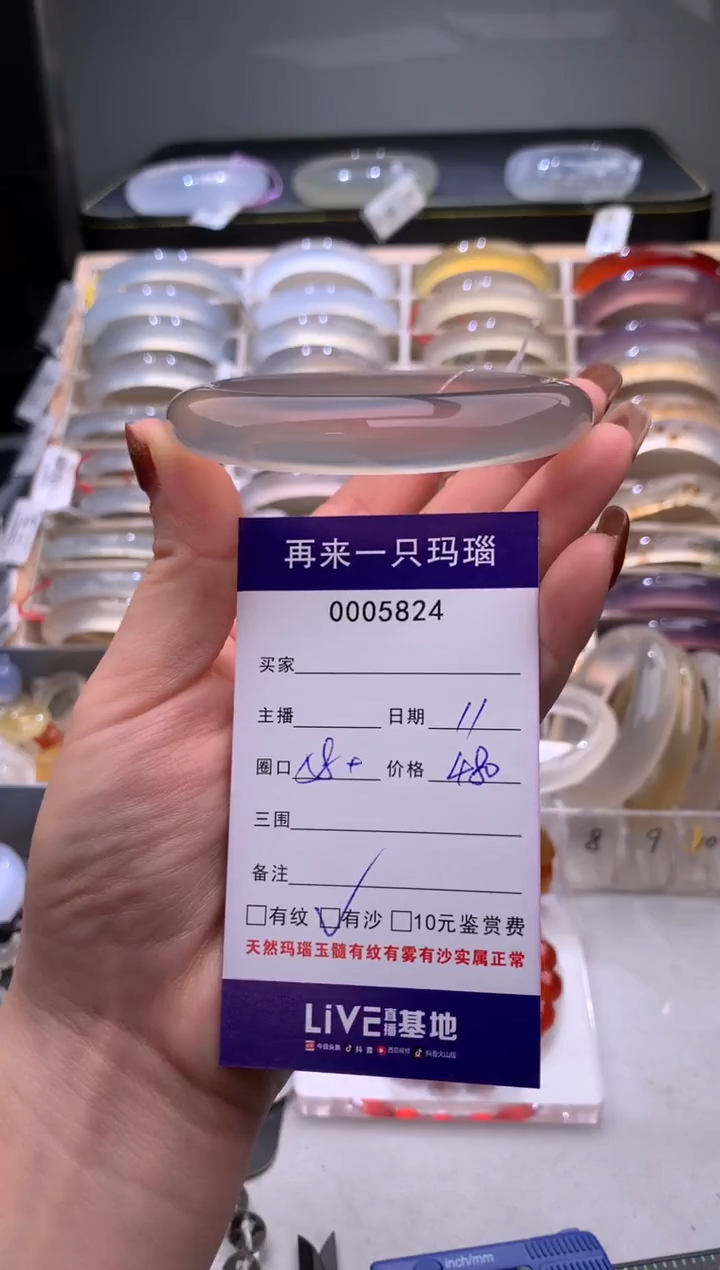 再来一只玛瑙
0005824
买家
主播 日期 11
圈口 58+ 价格 480
三围
备注
有纹 有沙 10元鉴赏费
天然玛瑙玉髓有纹有雾有沙实属正常
LiVE直播基地
今日头条 抖音 西瓜视频 抖音火山版
8 9 10
inch/mm